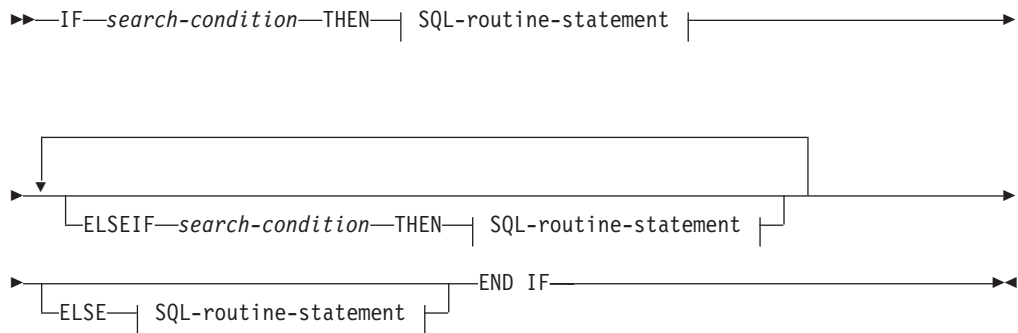 IF search-condition THEN SQL-routine-statement
ELSEIF search-condition THEN SQL-routine-statement
END IF
ELSE SQL-routine-statement